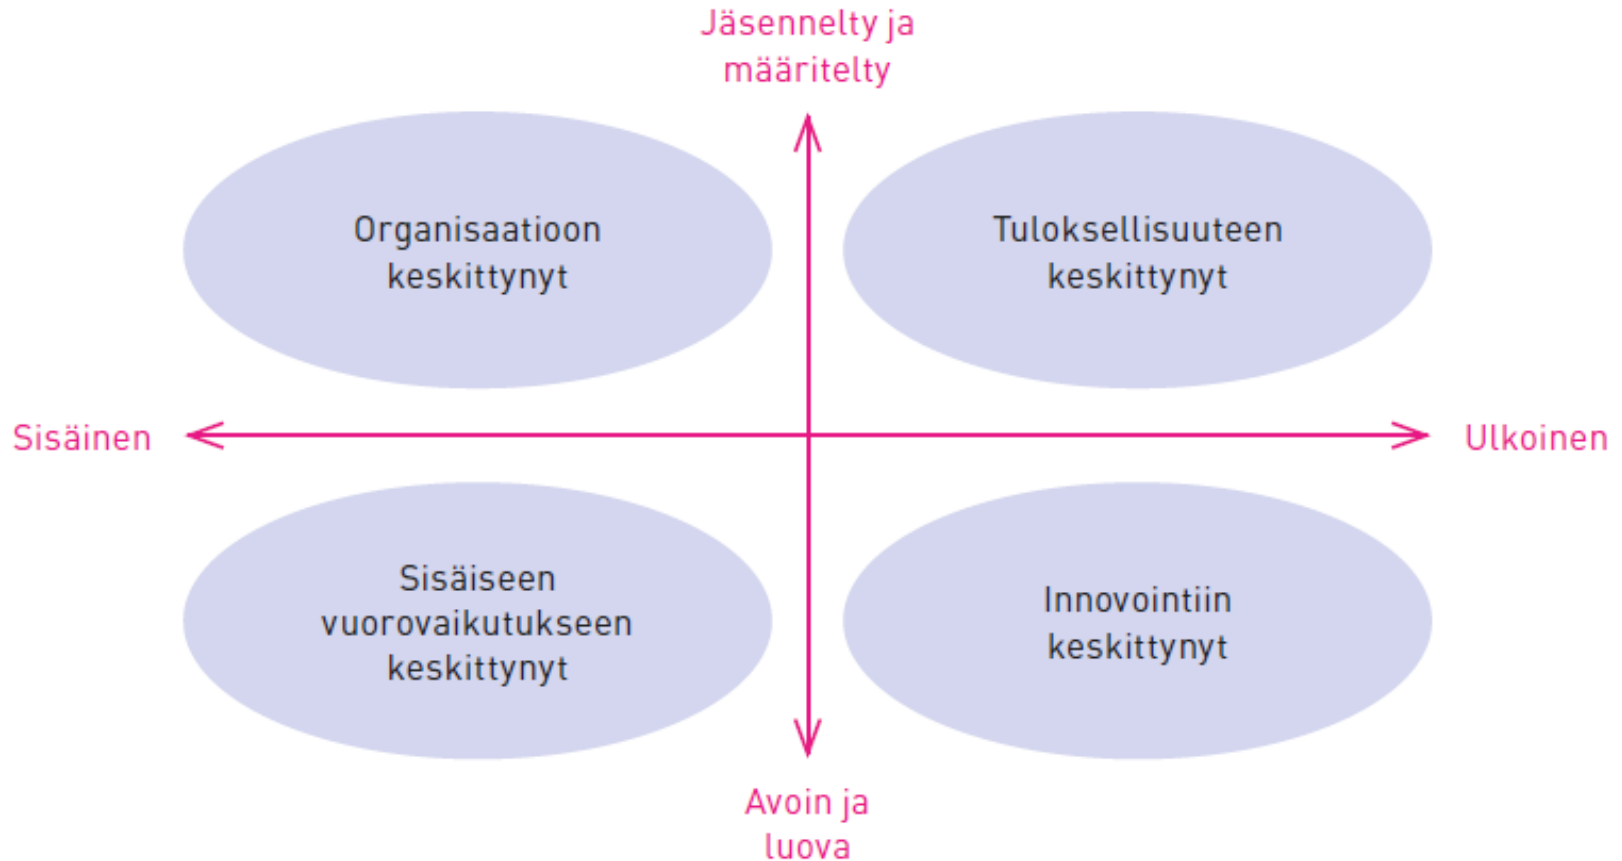 Jäsennelty ja
määritelty
Organisaatioon
keskittynyt
Tuloksellisuuteen
keskittynyt
Sisäinen
Ulkoinen
Sisäiseen
vuorovaikutukseen
keskittynyt
Innovointiin
keskittynyt
Avoin ja
luova